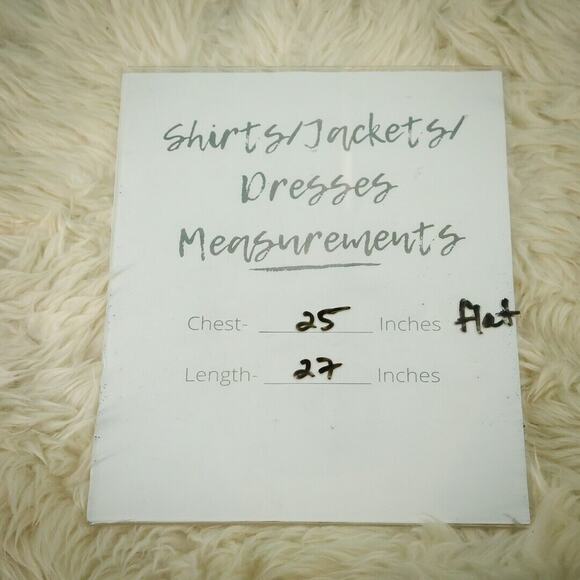 Shirts/Jackets/
Dresses
Measurements
Chest- 25 Inches flat
Length- 27 Inches